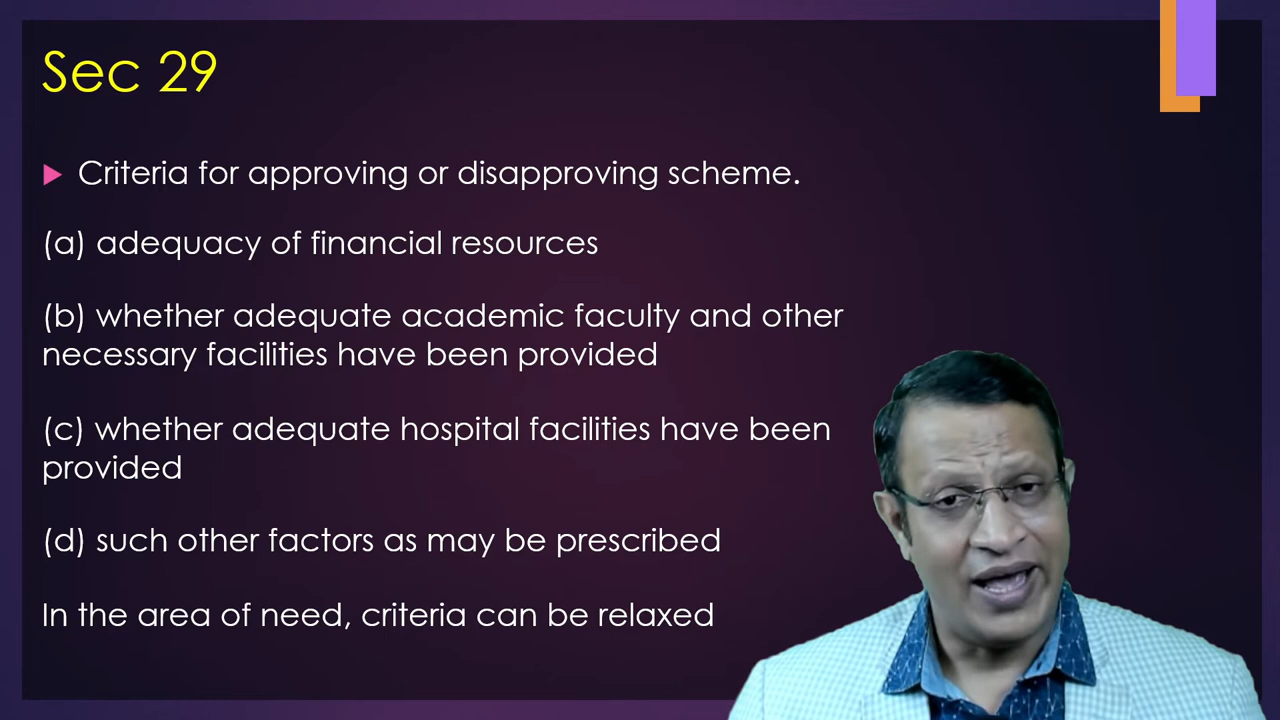 Sec 29
Criteria for approving or disapproving scheme.
(a) adequacy of financial resources
(b) whether adequate academic faculty and other
necessary facilities have been provided
(c) whether adequate hospital facilities have been
provided
(d) such other factors as may be prescribed
In the area of need, criteria can be relaxed